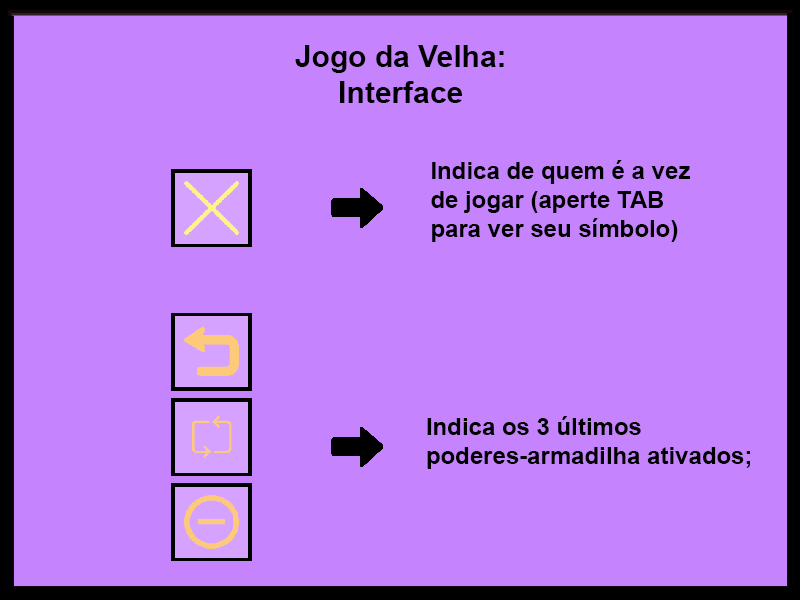 Jogo da Velha:
Interface
Indica de quem é a vez
de jogar (aperte TAB
para ver seu símbolo)
Indica os 3 últimos
poderes-armadilha ativados;